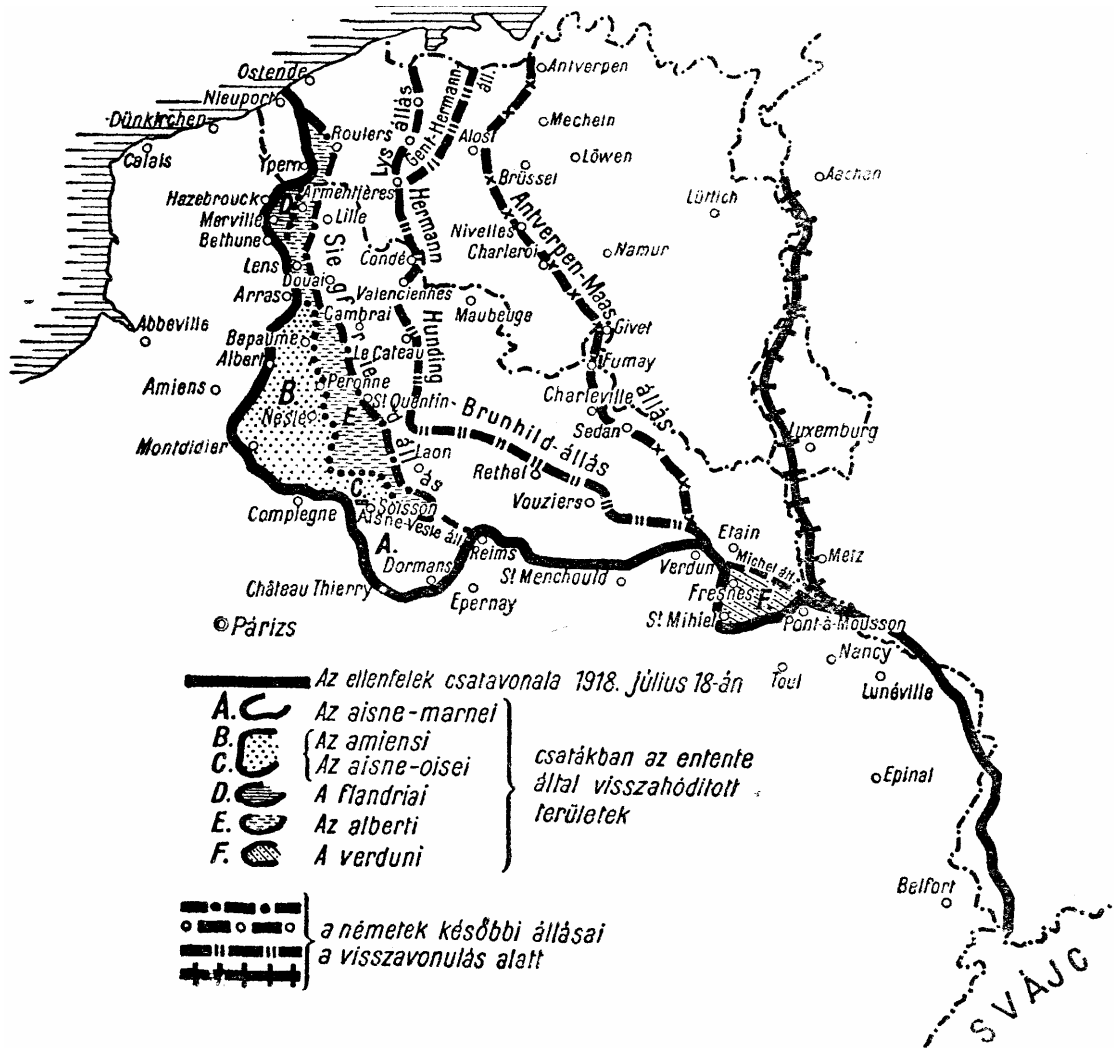 Ostende
Nieuport
Dünkirchen
Calais
Ypern
Roulers
Lys állás
Gent-Hermann
áll.
Antverpen
Mecheln
Alost
Löwen
Brüssel
Aachen
Lüttich
Hazebrouck
D.
Armentières
Merville
Lille
Bethune
Hermann
Antverpen-Maas
állás
Nivelles
Charleroi
Namur
Lens
Douai
Siegfried állás
Condé
Valenciennes
Maubeuge
Arras
Cambrai
Hunding
Givet
Abbeville
Bapaume
Albert
Le Cateau
Fumay
Amiens
B.
Peronne
St Quentin
Charleville
Nesle
E.
Brunhild-állás
Sedan
Luxemburg
Montdidier
Laon
Rethel
Vouziers
C.
Soisson
Compiegne
Aisne-Vesle áll.
A.
Reims
Etain
Verdun
Michel áll.
Metz
Dormans
St Menchould
Fresnes
F.
Château Thierry
Epernay
St Mihiel
Pont-à-Mousson
Párizs
Nancy
Toul
Lunéville
Epinal
Belfort
SVÁJC
Az ellenfelek csatavonala 1918. július 18-án
A. Az aisne-marnei
B. Az amiensi
C. Az aisne-oisei
D. A flandriai
E. Az alberti
F. A verduni
csatákban az entente
által visszahódított
területek
a németek későbbi állásai
a visszavonulás alatt